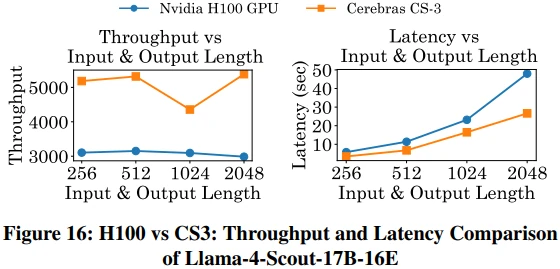 Nvidia H100 GPU
Cerebras CS-3
Throughput vs
Input & Output Length
Throughput
5000
4000
3000
256 512 1024 2048
Input & Output Length
Latency vs
Input & Output Length
Latency (sec)
50
40
30
20
10
256 512 1024 2048
Input & Output Length
Figure 16: H100 vs CS3: Throughput and Latency Comparison
of Llama-4-Scout-17B-16E